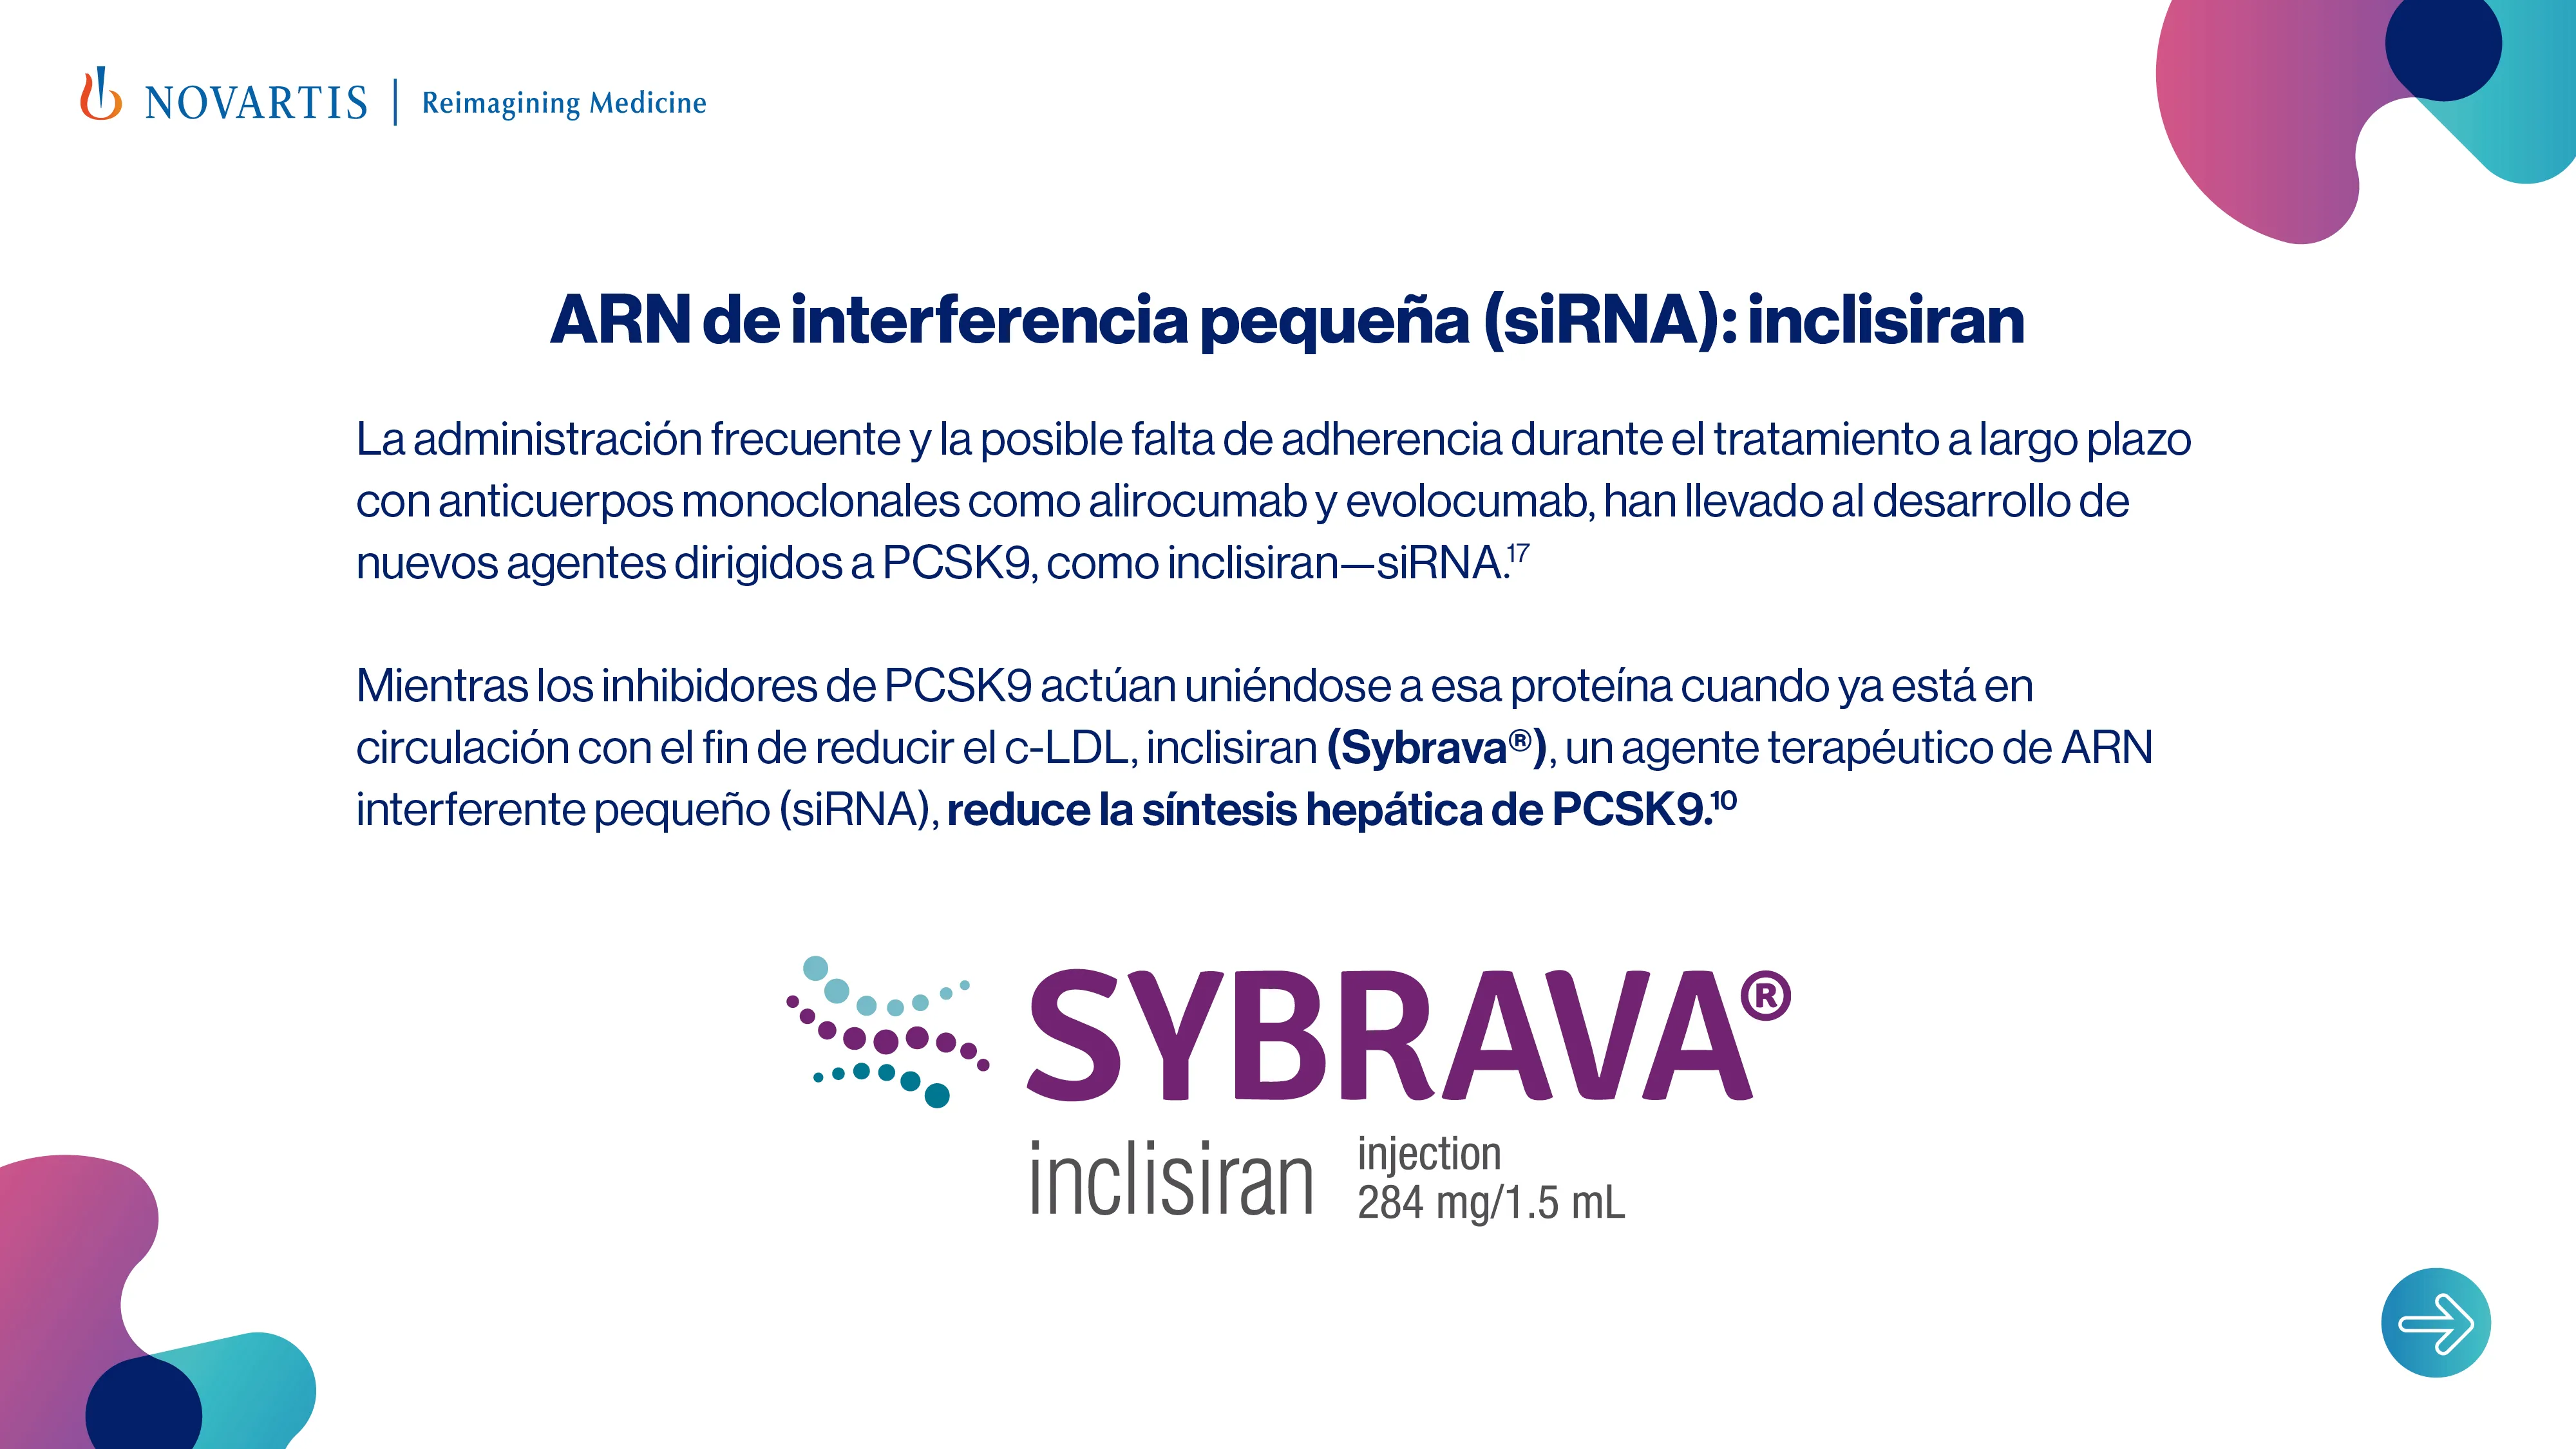 NOVARTIS | Reimagining Medicine
ARN de interferencia pequeña (siRNA): inclisiran
La administración frecuente y la posible falta de adherencia durante el tratamiento a largo plazo
con anticuerpos monoclonales como alirocumab y evolocumab, han llevado al desarrollo de
nuevos agentes dirigidos a PCSK9, como inclisiran—siRNA.17
Mientras los inhibidores de PCSK9 actúan uniéndose a esa proteína cuando ya está en
circulación con el fin de reducir el c-LDL, inclisiran (Sybrava®), un agente terapéutico de ARN
interferente pequeño (siRNA), reduce la síntesis hepática de PCSK9.10
SYBRAVA®
inclisiran
injection
284 mg/1.5 mL